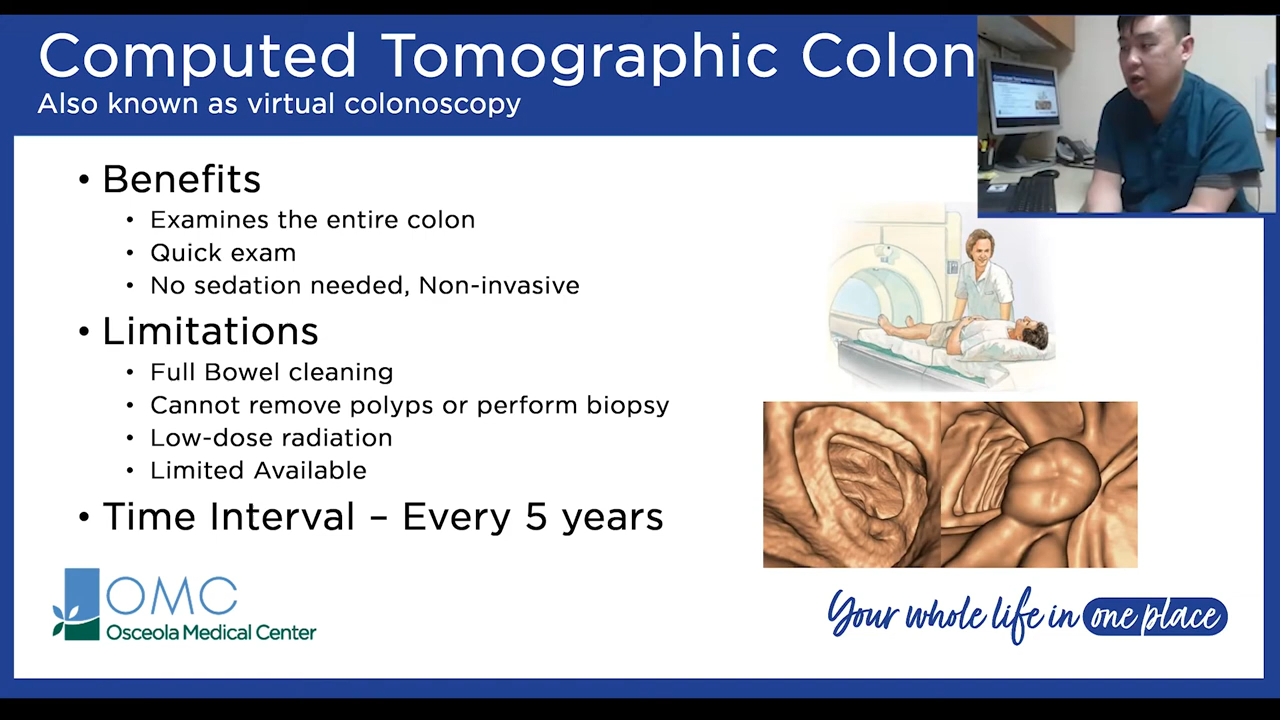 Computed Tomographic Colon
Also known as virtual colonoscopy
• Benefits
• Examines the entire colon
• Quick exam
• No sedation needed, Non-invasive
• Limitations
• Full Bowel cleaning
• Cannot remove polyps or perform biopsy
• Low-dose radiation
• Limited Available
• Time Interval – Every 5 years
OMC
Osceola Medical Center
Your whole life in one place